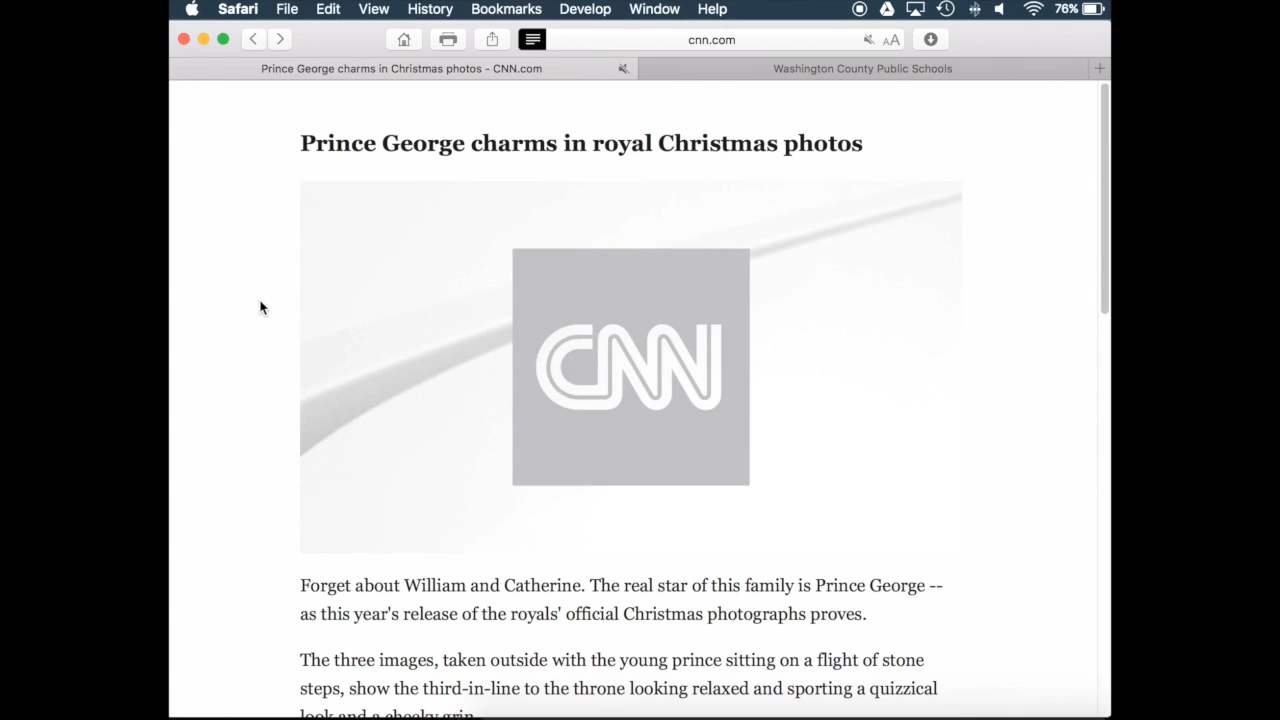 Safari File Edit View History Bookmarks Develop Window Help 76%
cnn.com AA
Prince George charms in Christmas photos - CNN.com Washington County Public Schools +
Prince George charms in royal Christmas photos
CNN
Forget about William and Catherine. The real star of this family is Prince George --
as this year's release of the royals' official Christmas photographs proves.
The three images, taken outside with the young prince sitting on a flight of stone
steps, show the third-in-line to the throne looking relaxed and sporting a quizzical
look and a cheeky grin.